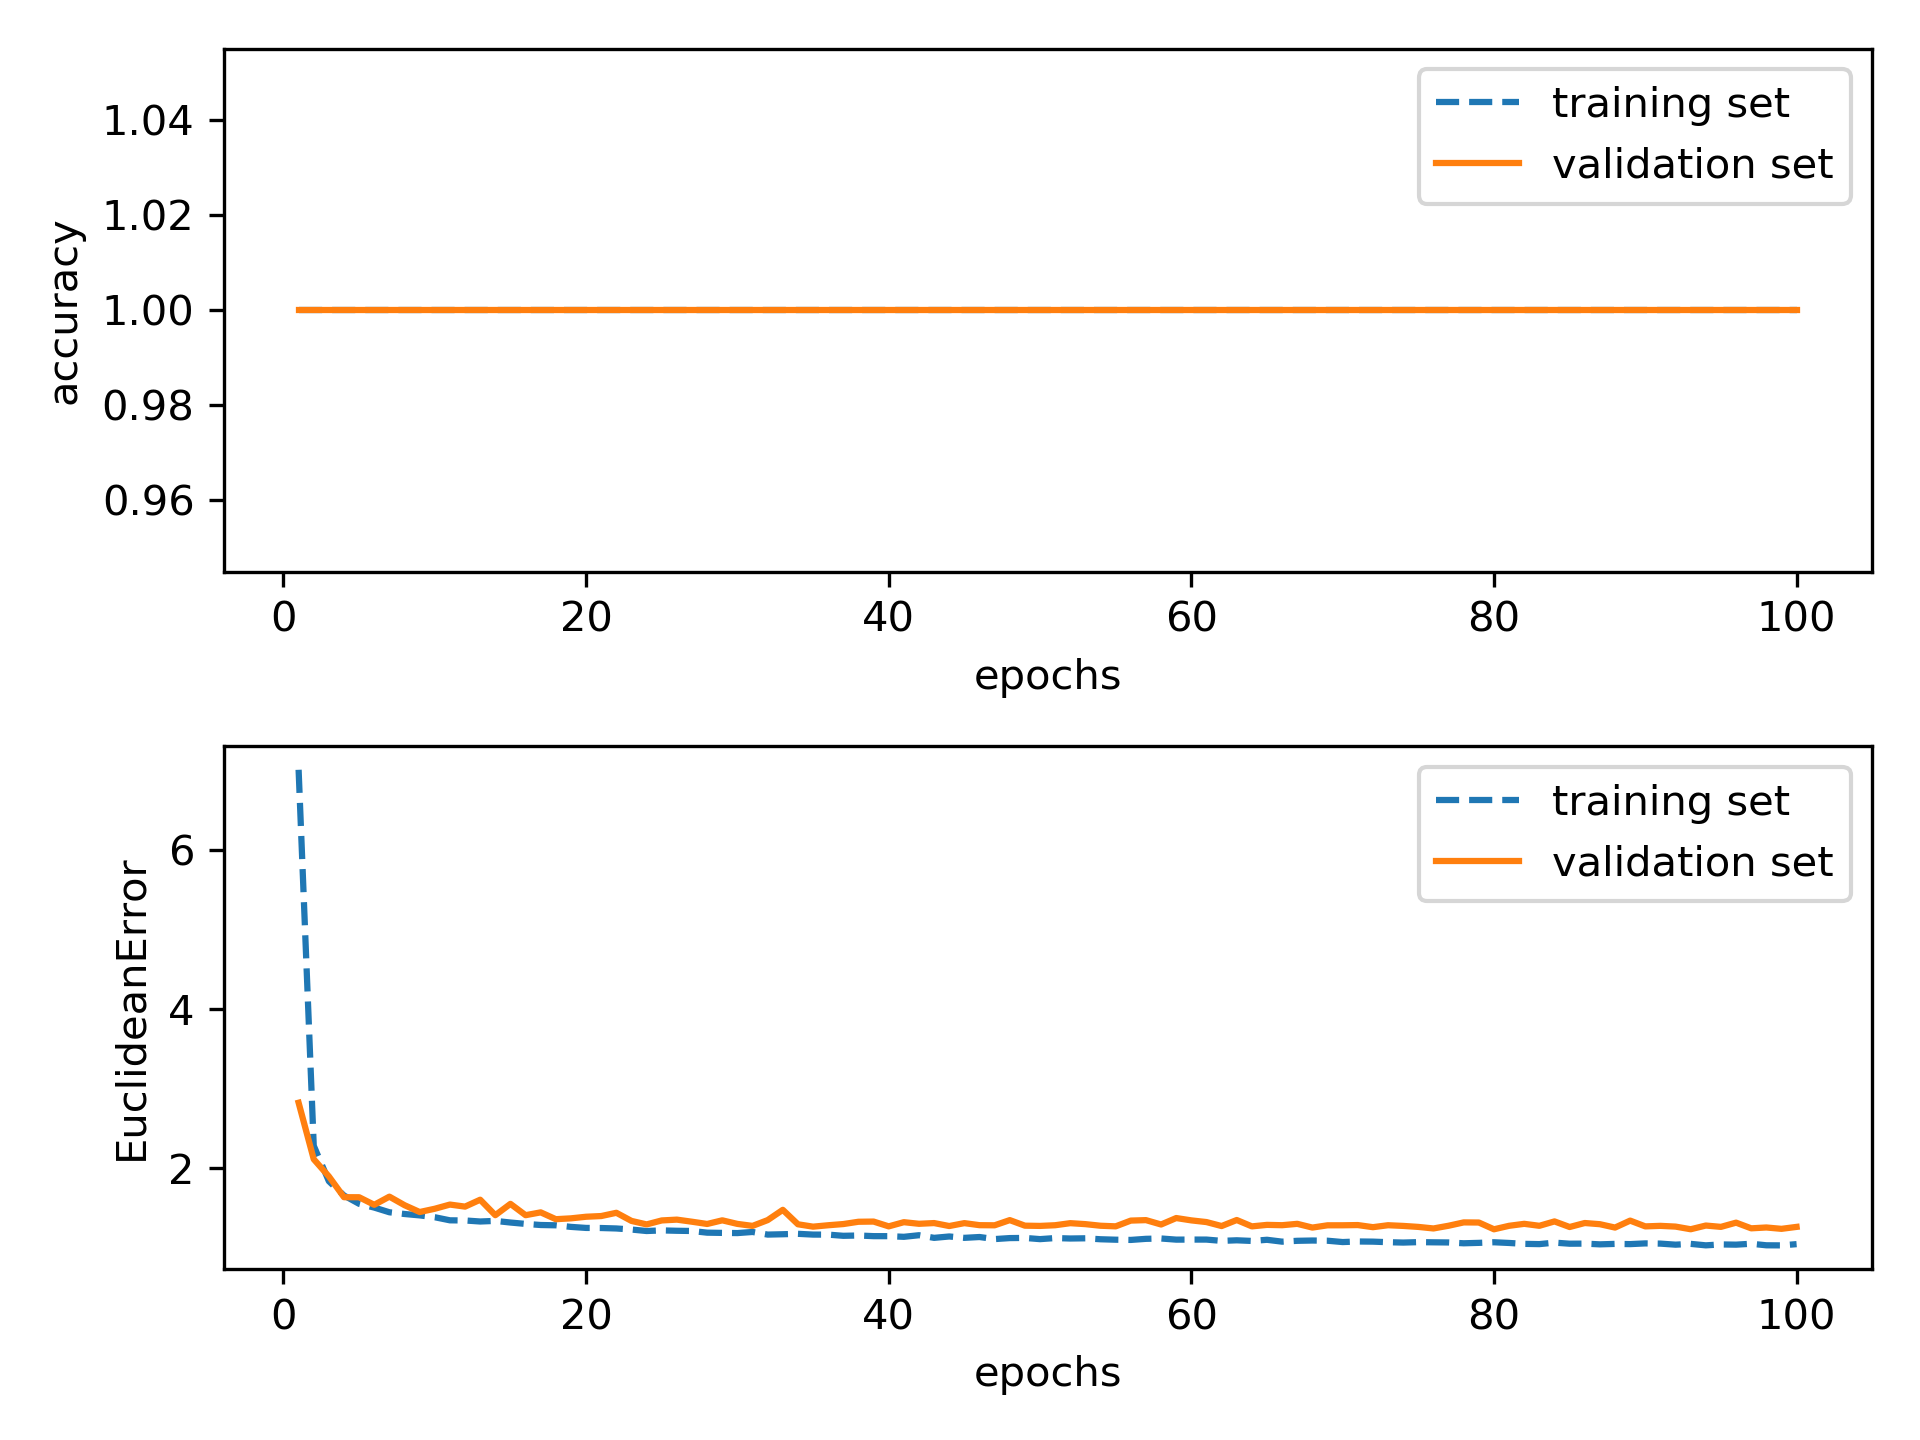 accuracy
1.04
1.02
1.00
0.98
0.96
training set
validation set
0 20 40 60 80 100
epochs
EuclideanError
6
4
2
training set
validation set
0 20 40 60 80 100
epochs